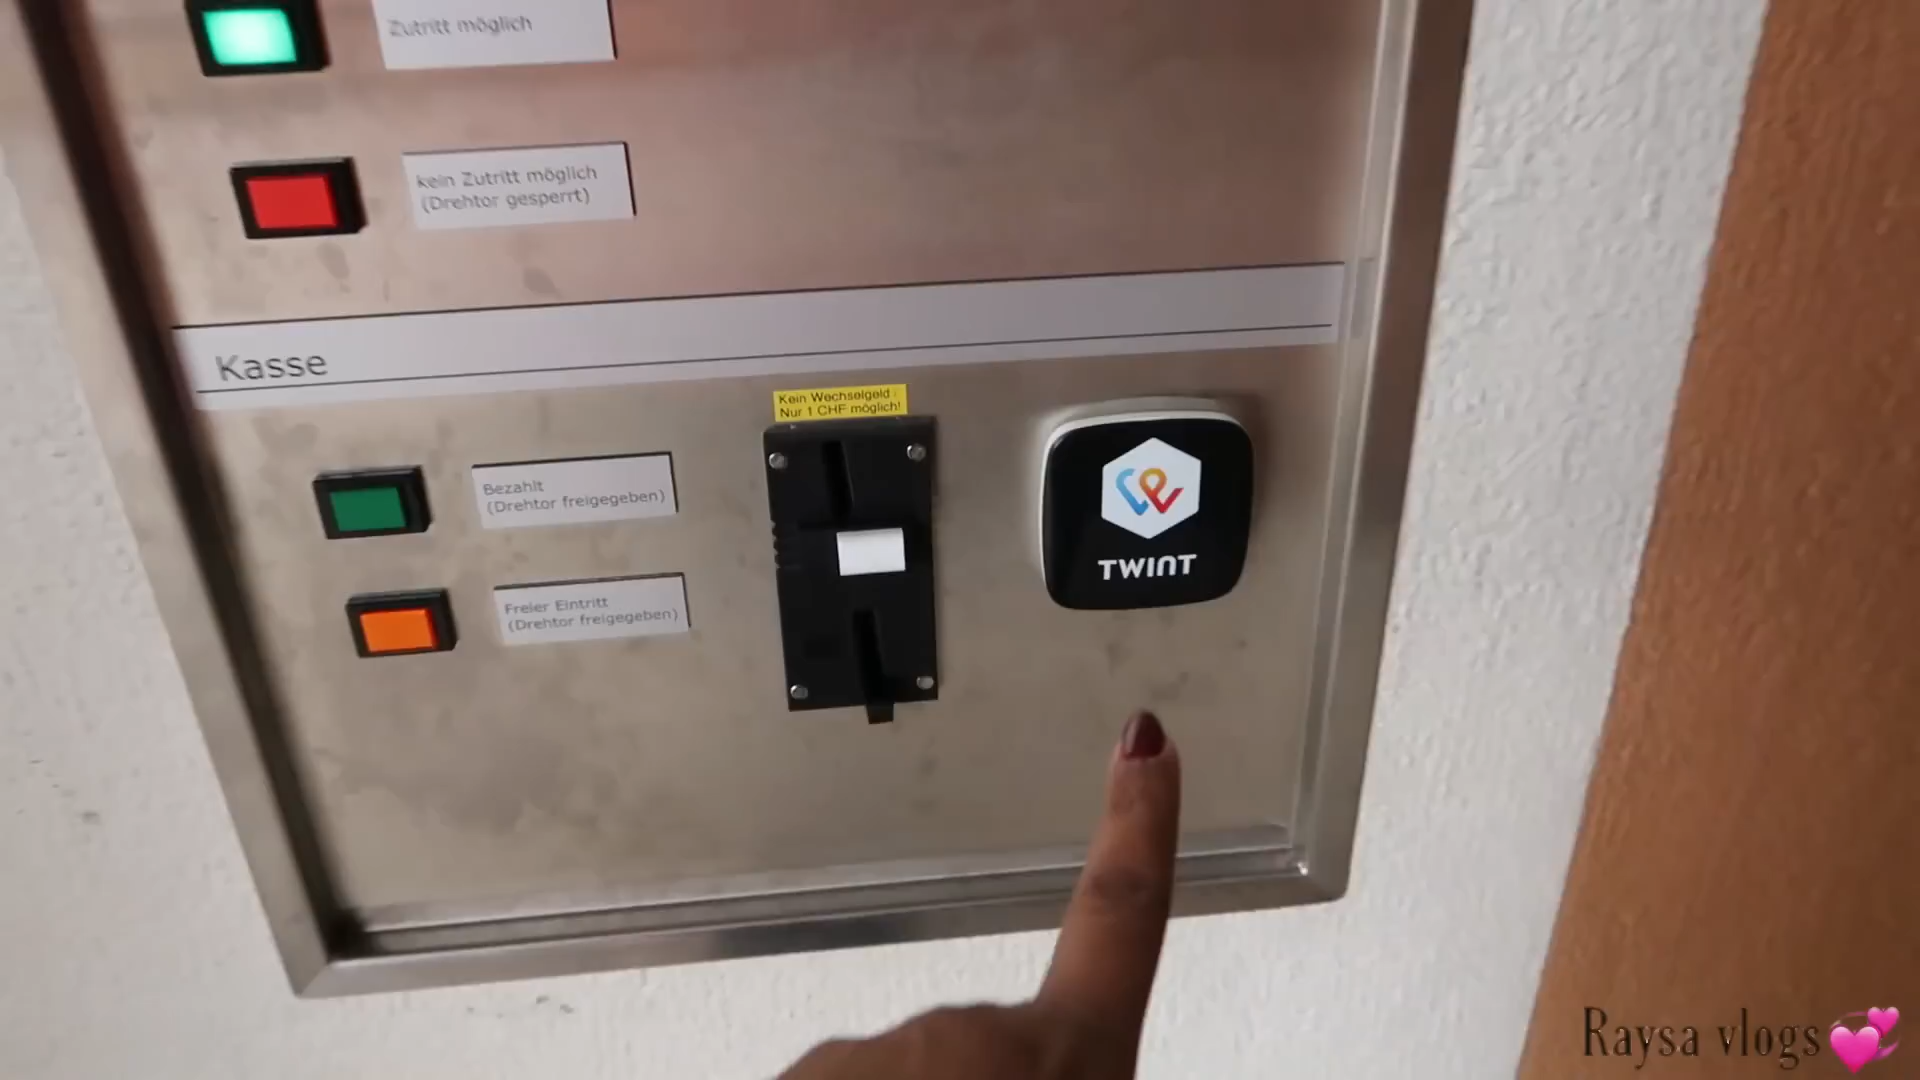 Zutritt möglich
kein Zutritt möglich
(Drehtor gesperrt)
Kasse
Kein Wechselgeld
Nur 1 CHF möglich!
Bezahlt
(Drehtor freigegeben)
Freier Eintritt
(Drehtor freigegeben)
TWINT
Raysa vlogs